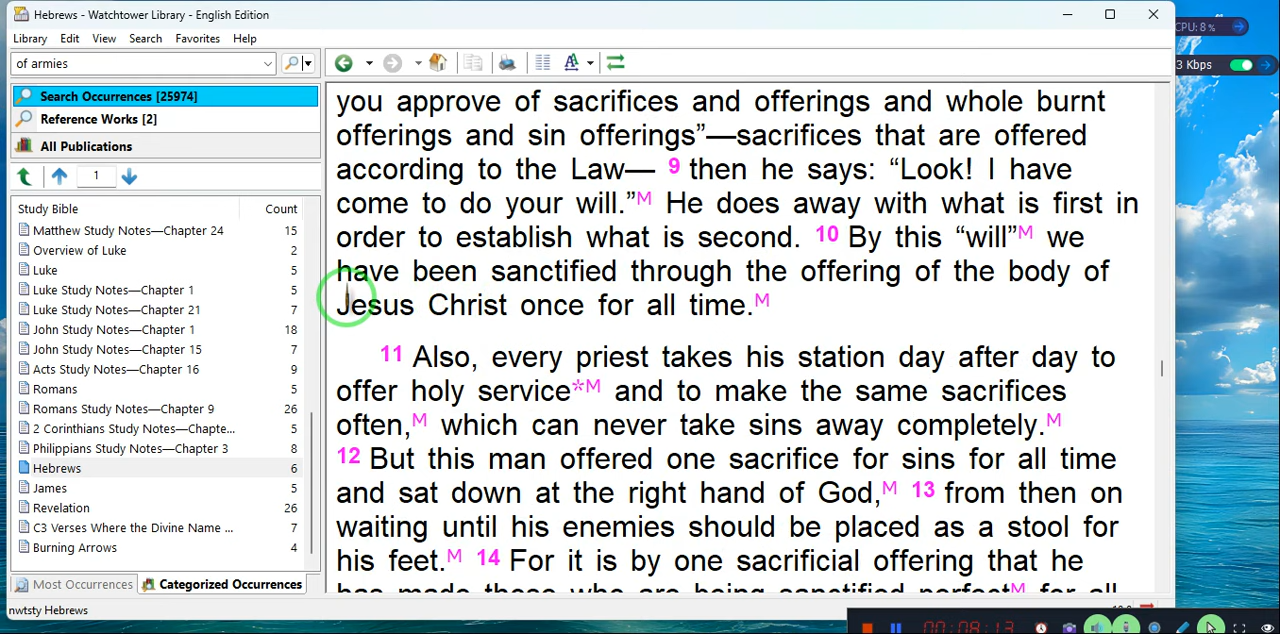 Hebrews - Watchtower Library - English Edition
Library Edit View Search Favorites Help
CPU: 8 %
3 Kbps
of armies
Search Occurrences [25974]
Reference Works [2]
All Publications
1
Study Bible Count
Matthew Study Notes—Chapter 24 15
Overview of Luke 2
Luke 5
Luke Study Notes—Chapter 1 5
Luke Study Notes—Chapter 21 7
John Study Notes—Chapter 1 18
John Study Notes—Chapter 15 7
Acts Study Notes—Chapter 16 9
Romans 5
Romans Study Notes—Chapter 9 26
2 Corinthians Study Notes—Chapte... 5
Philippians Study Notes—Chapter 3 8
Hebrews 6
James 5
Revelation 26
C3 Verses Where the Divine Name ... 7
Burning Arrows 4
Most Occurrences Categorized Occurrences
nwtsty Hebrews
you approve of sacrifices and offerings and whole burnt
offerings and sin offerings”—sacrifices that are offered
according to the Law— 9 then he says: “Look! I have
come to do your will.”M He does away with what is first in
order to establish what is second. 10 By this “will”M we
have been sanctified through the offering of the body of
Jesus Christ once for all time.M
11 Also, every priest takes his station day after day to
offer holy service*M and to make the same sacrifices
often,M which can never take sins away completely.M
12 But this man offered one sacrifice for sins for all time
and sat down at the right hand of God,M 13 from then on
waiting until his enemies should be placed as a stool for
his feet.M 14 For it is by one sacrificial offering that he
has made those who are being sanctified perfectM for all
00:08:13